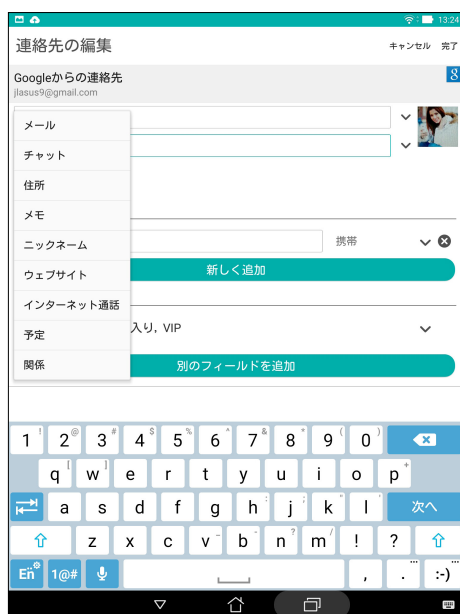 13:24
連絡先の編集
キャンセル 完了
Googleからの連絡先
jlasus9@gmail.com
8
メール
チャット
住所
メモ
ニックネーム
携帯
ウェブサイト
新しく追加
インターネット通話
予定
入り, VIP
関係
別のフィールドを追加
1 ! 2 @ 3 # 4 $ 5 % 6 ^ 7 & 8 * 9 ( 0 )
q [ w ] e r t y u i o p +
a s d f g h : j ; k " l ' 次へ
z x c v - b · n ? m / ! ?
En 1@# , . ... :-) ...